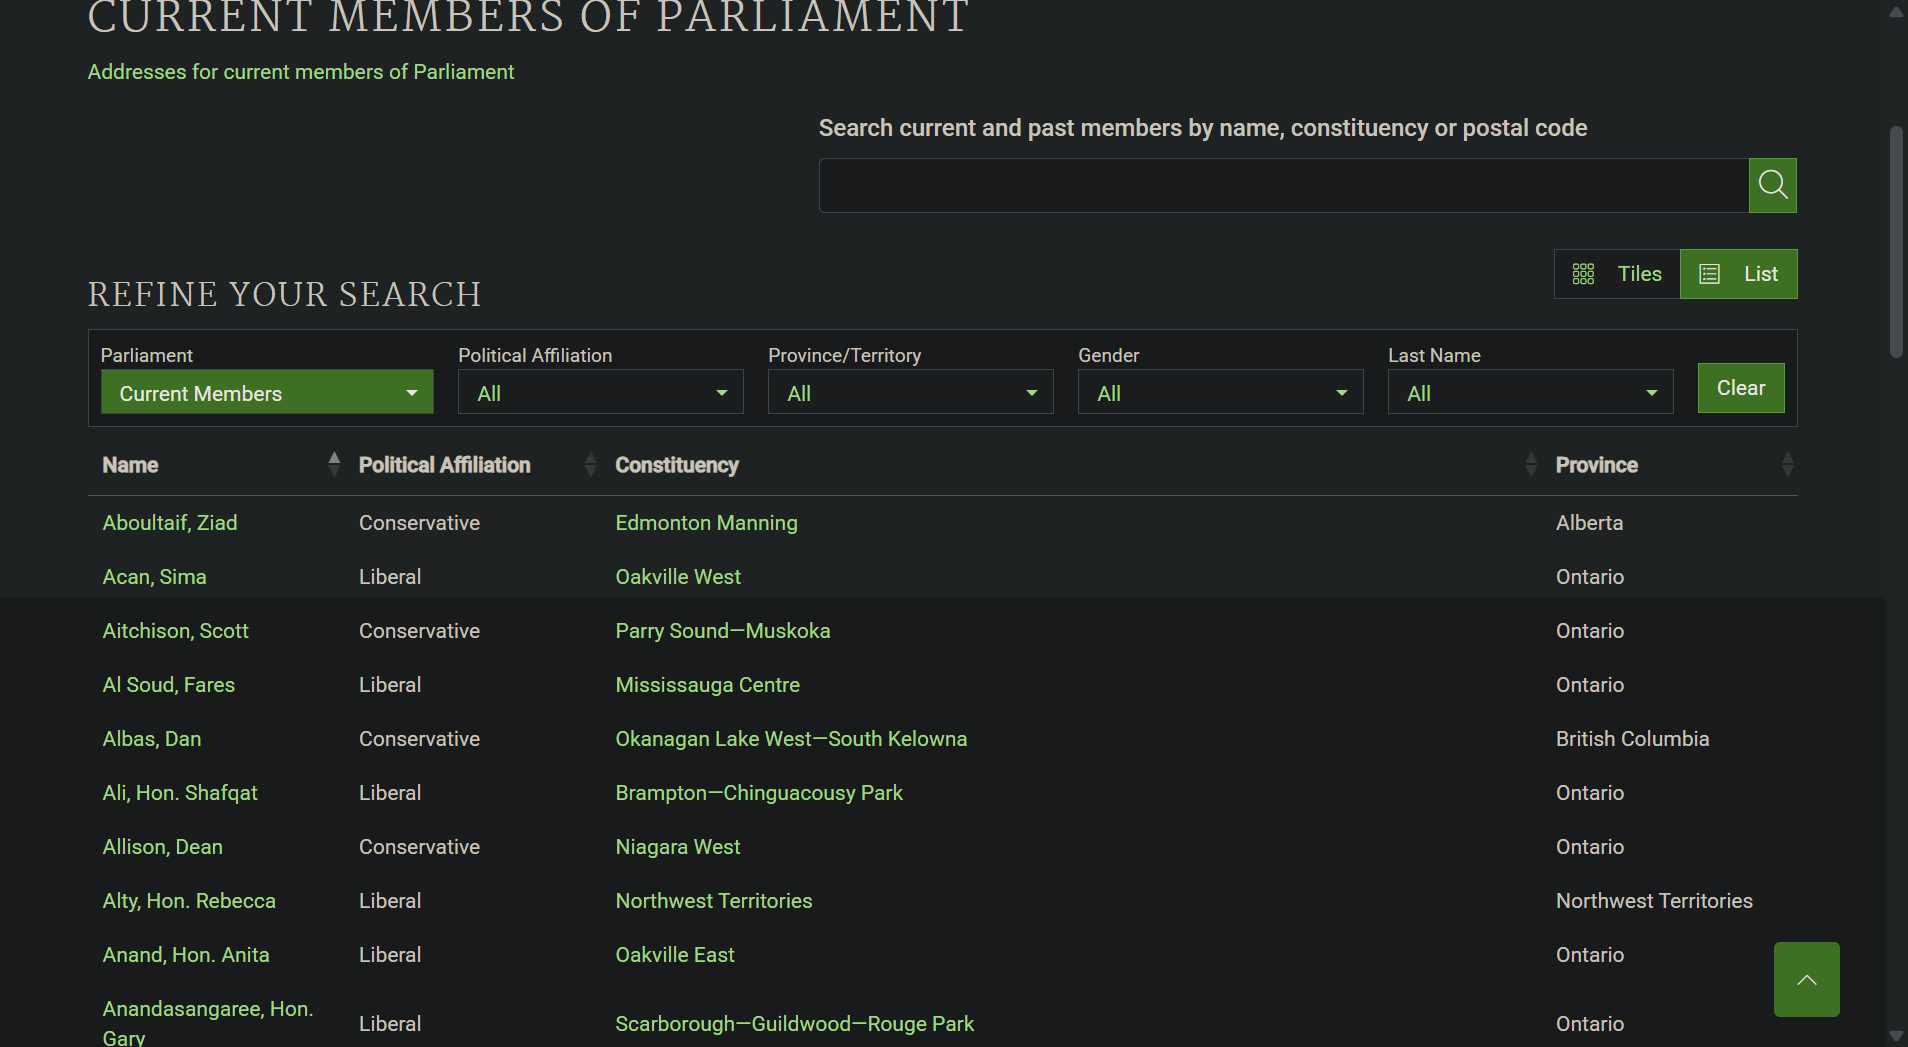 CURRENT MEMBERS OF PARLIAMENT
Addresses for current members of Parliament
Search current and past members by name, constituency or postal code
Tiles List
REFINE YOUR SEARCH
Parliament Political Affiliation Province/Territory Gender Last Name
Current Members All All All All Clear
Name Political Affiliation Constituency Province
Aboultaif, Ziad Conservative Edmonton Manning Alberta
Acan, Sima Liberal Oakville West Ontario
Aitchison, Scott Conservative Parry Sound—Muskoka Ontario
Al Soud, Fares Liberal Mississauga Centre Ontario
Albas, Dan Conservative Okanagan Lake West—South Kelowna British Columbia
Ali, Hon. Shafqat Liberal Brampton—Chinguacousy Park Ontario
Allison, Dean Conservative Niagara West Ontario
Alty, Hon. Rebecca Liberal Northwest Territories Northwest Territories
Anand, Hon. Anita Liberal Oakville East Ontario
Anandasangaree, Hon.
Gary Liberal Scarborough—Guildwood—Rouge Park Ontario